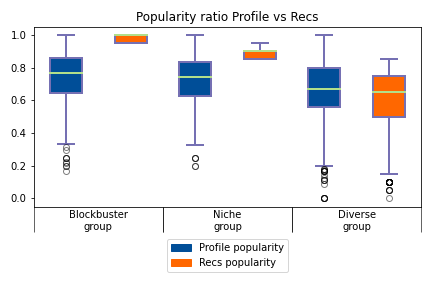 Popularity ratio Profile vs Recs
1.0
0.8
0.6
0.4
0.2
0.0
Blockbuster
group
Niche
group
Diverse
group
Profile popularity
Recs popularity